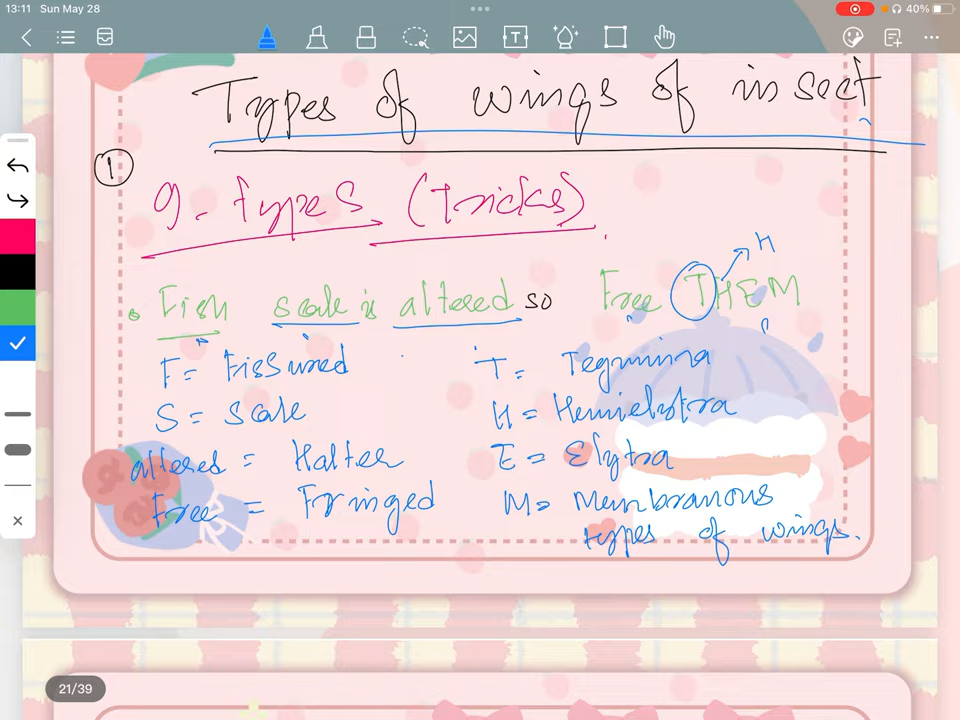 13:11 Sun May 28
40%
Types of wings of insect
① 9. types (Tricks)
Fish scale is altered so Free THEM
H
F = Fissured
T = Tegmina
S = Scale
H = Hemielytra
altered = Halter
E = Elytra
Free = Fringed
M = Membranous
types of wings.
21/39